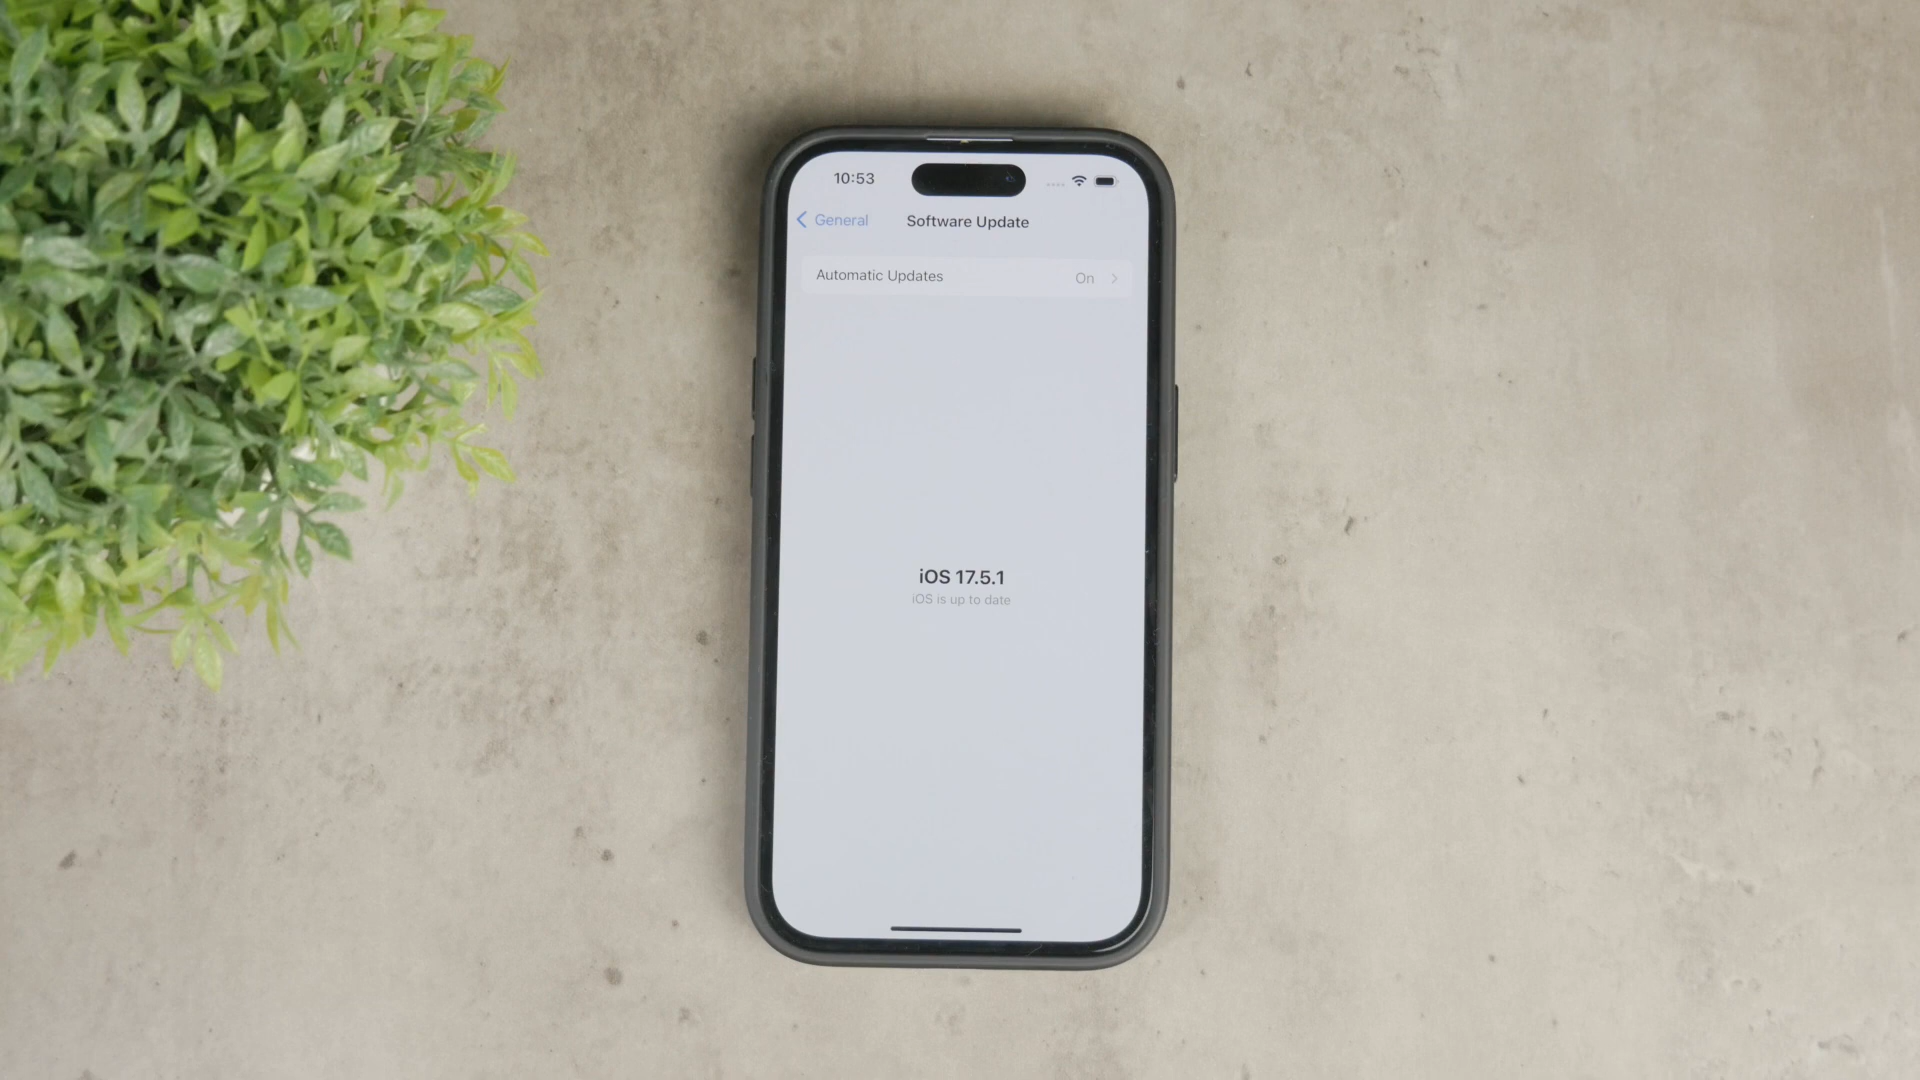 10:53
General
Software Update
Automatic Updates
On
iOS 17.5.1
iOS is up to date